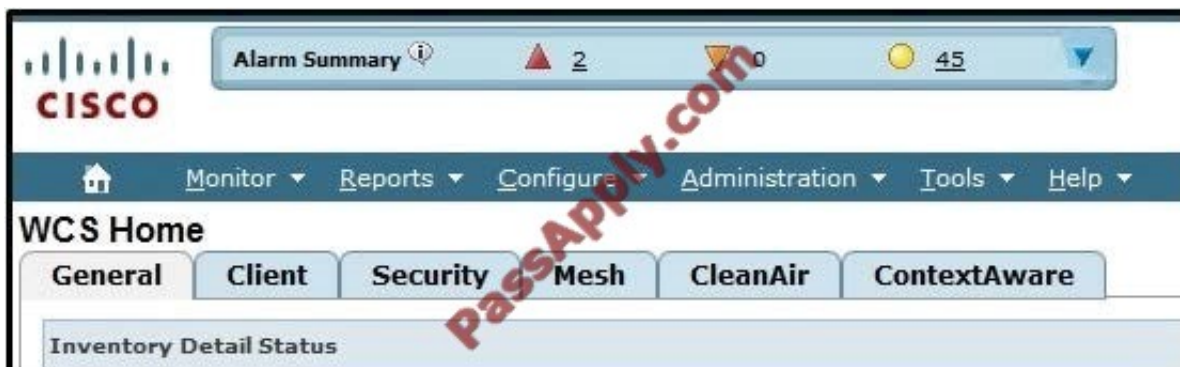 Alarm Summary 2 0 45
CISCO
Monitor Reports Configure Administration Tools Help
WCS Home
General Client Security Mesh CleanAir ContextAware
Inventory Detail Status
PassApply.com